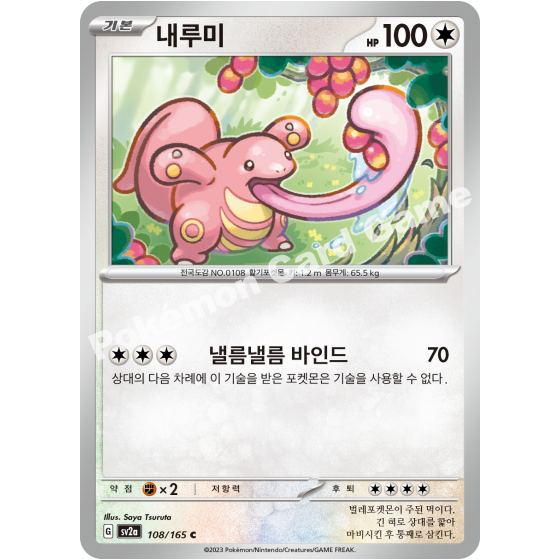 기본 내루미 HP 100
전국도감 NO.0108 핥기포켓몬 키: 1.2 m 몸무게: 65.5 kg
낼름낼름 바인드 70
상대의 다음 차례에 이 기술을 받은 포켓몬은 기술을 사용할 수 없다.
약점 ×2 저항력 후퇴
Illus. Saya Tsuruta
G sv2a 108/165 C
벌레포켓몬이 주된 먹이다.
긴 혀로 상대를 핥아
마비시킨 후 통째로 삼킨다.
©2023 Pokémon/Nintendo/Creatures/GAME FREAK.
Pokémon Card Game